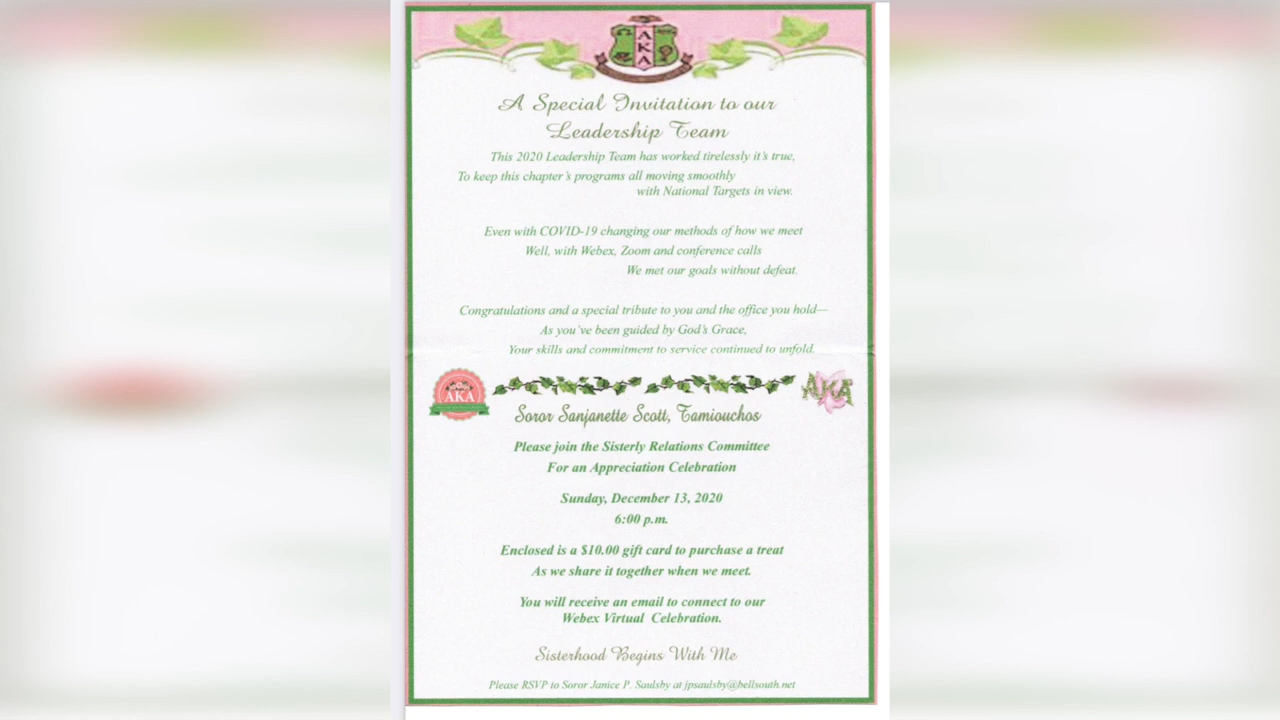 AKA
A Special Invitation to our
Leadership Team
This 2020 Leadership Team has worked tirelessly it's true,
To keep this chapter's programs all moving smoothly
with National Targets in view.
Even with COVID-19 changing our methods of how we meet
Well, with Webex, Zoom and conference calls
We met our goals without defeat.
Congratulations and a special tribute to you and the office you hold—
As you've been guided by God's Grace,
Your skills and commitment to service continued to unfold.
AKA
AKA
Soror Sanjanette Scott, Tamiouchos
Please join the Sisterly Relations Committee
For an Appreciation Celebration
Sunday, December 13, 2020
6:00 p.m.
Enclosed is a $10.00 gift card to purchase a treat
As we share it together when we meet.
You will receive an email to connect to our
Webex Virtual Celebration.
Sisterhood Begins With Me
Please RSVP to Soror Janice P. Saulsby at jpsaulsby@bellsouth.net